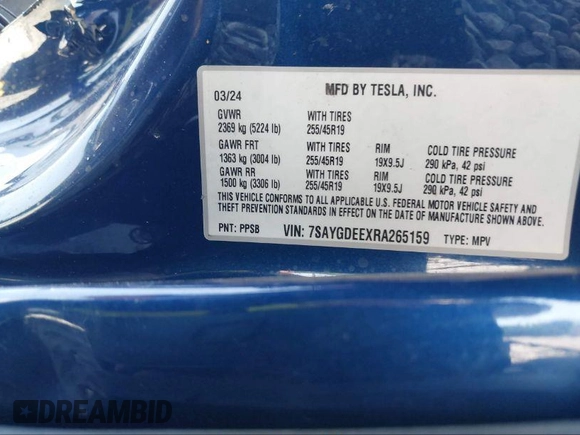 MFD BY TESLA, INC.
03/24
GVWR WITH TIRES
2369 kg (5224 lb) 255/45R19
GAWR FRT WITH TIRES RIM COLD TIRE PRESSURE
1363 kg (3004 lb) 255/45R19 19X9.5J 290 kPa, 42 psi
GAWR RR WITH TIRES RIM COLD TIRE PRESSURE
1500 kg (3306 lb) 255/45R19 19X9.5J 290 kPa, 42 psi
THIS VEHICLE CONFORMS TO ALL APPLICABLE U.S. FEDERAL MOTOR VEHICLE SAFETY AND
THEFT PREVENTION STANDARDS IN EFFECT ON THE DATE OF MANUFACTURE SHOWN ABOVE.
PNT: PPSB VIN: 7SAYGDEEXRA265159 TYPE: MPV
DREAMBID